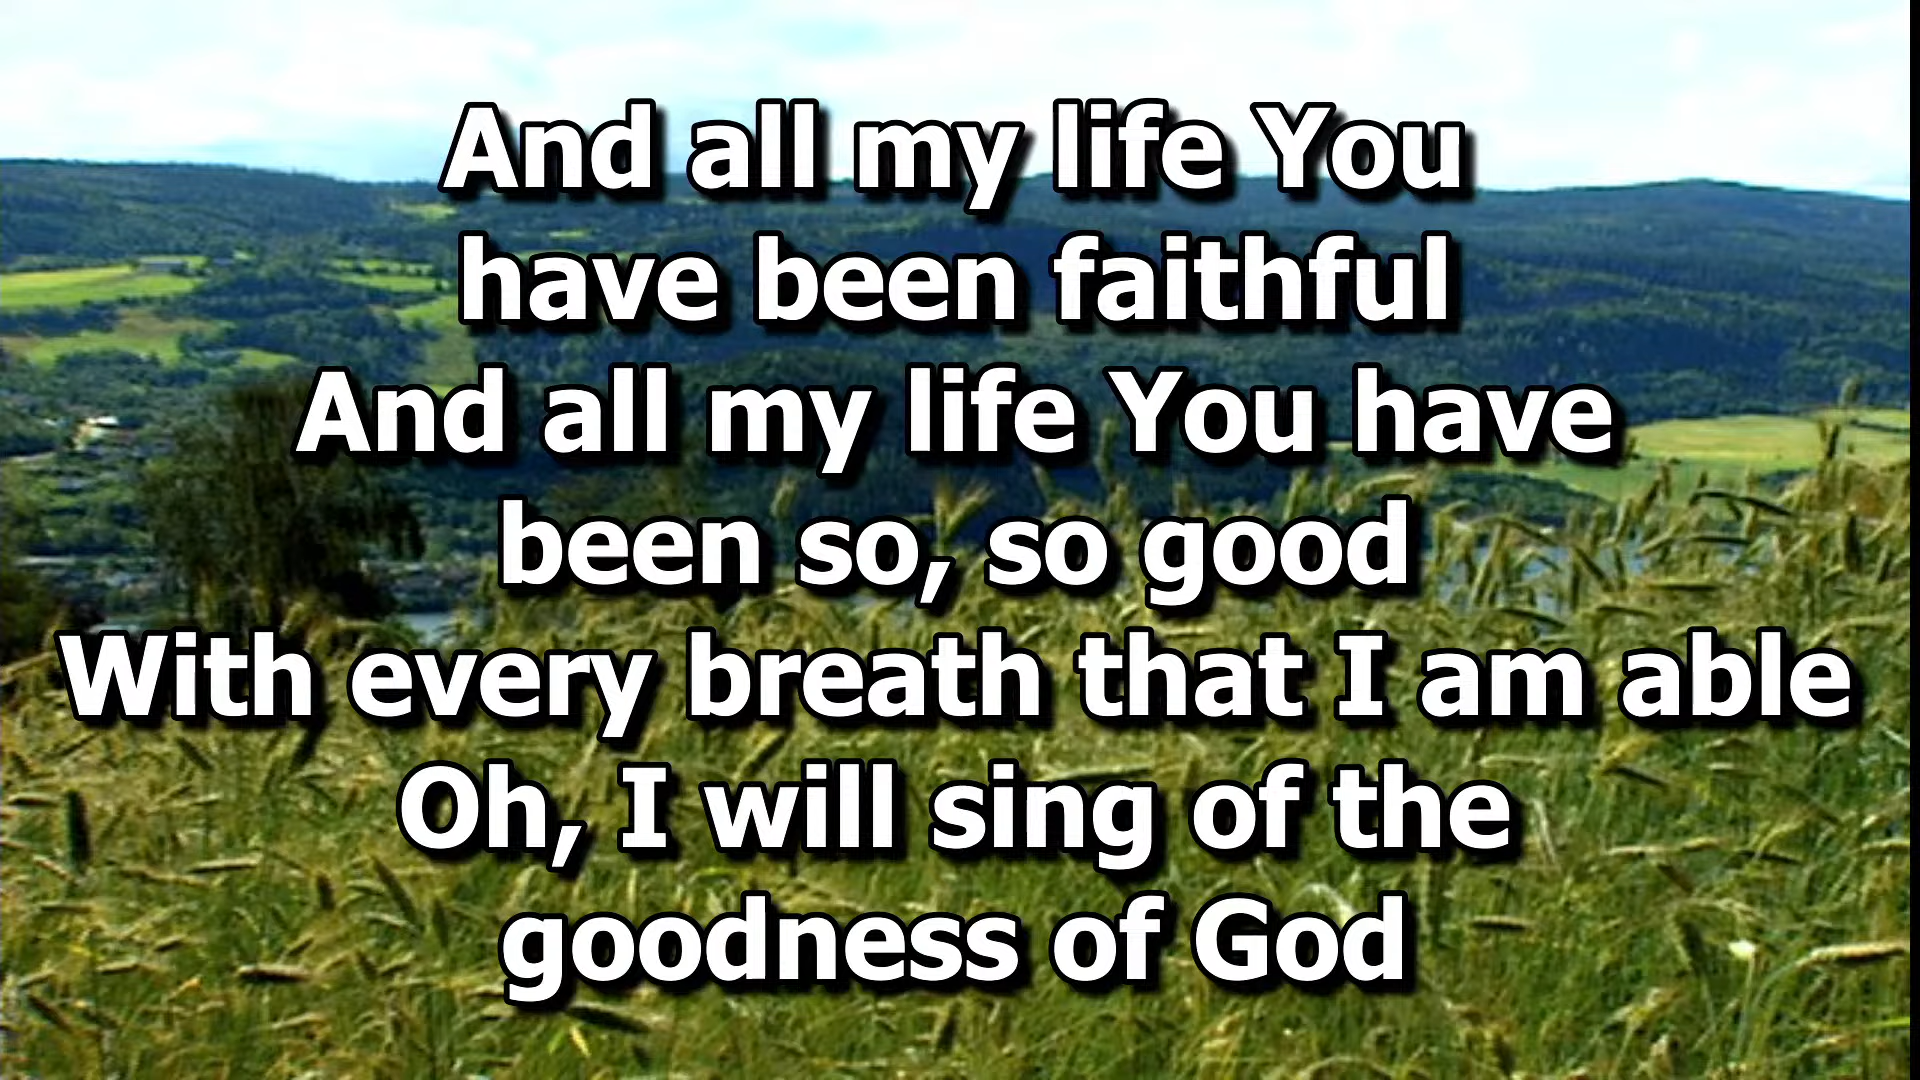 And all my life You
have been faithful
And all my life You have
been so, so good
With every breath that I am able
Oh, I will sing of the
goodness of God